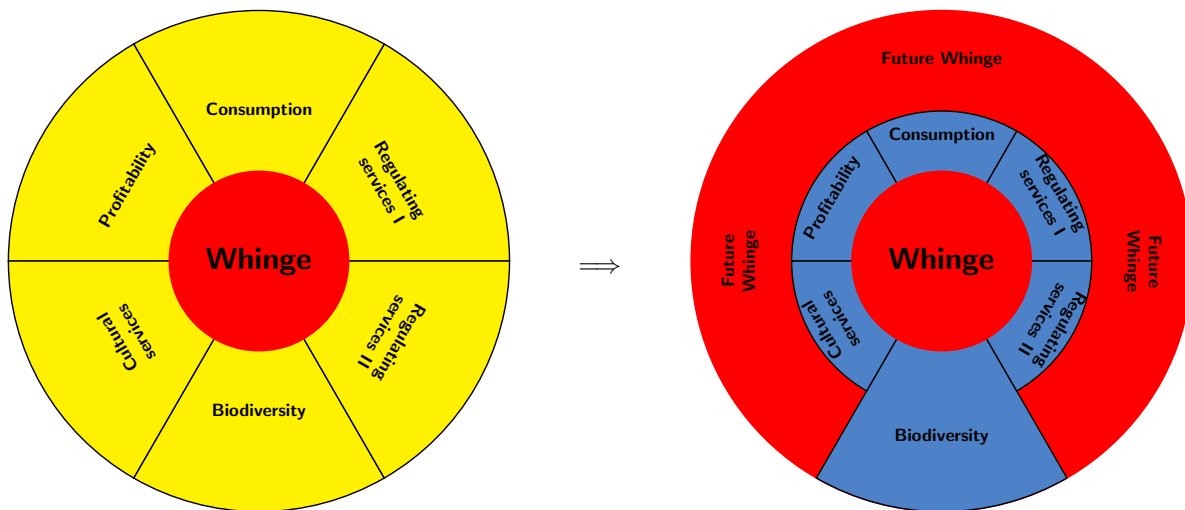 Consumption
Profitability
Regulating
services I
Whinge
Cultural
services
Regulating
services II
Biodiversity
⟹
Future Whinge
Consumption
Profitability
Regulating
services I
Future
Whinge
Whinge
Future
Whinge
Cultural
services
Regulating
services II
Biodiversity